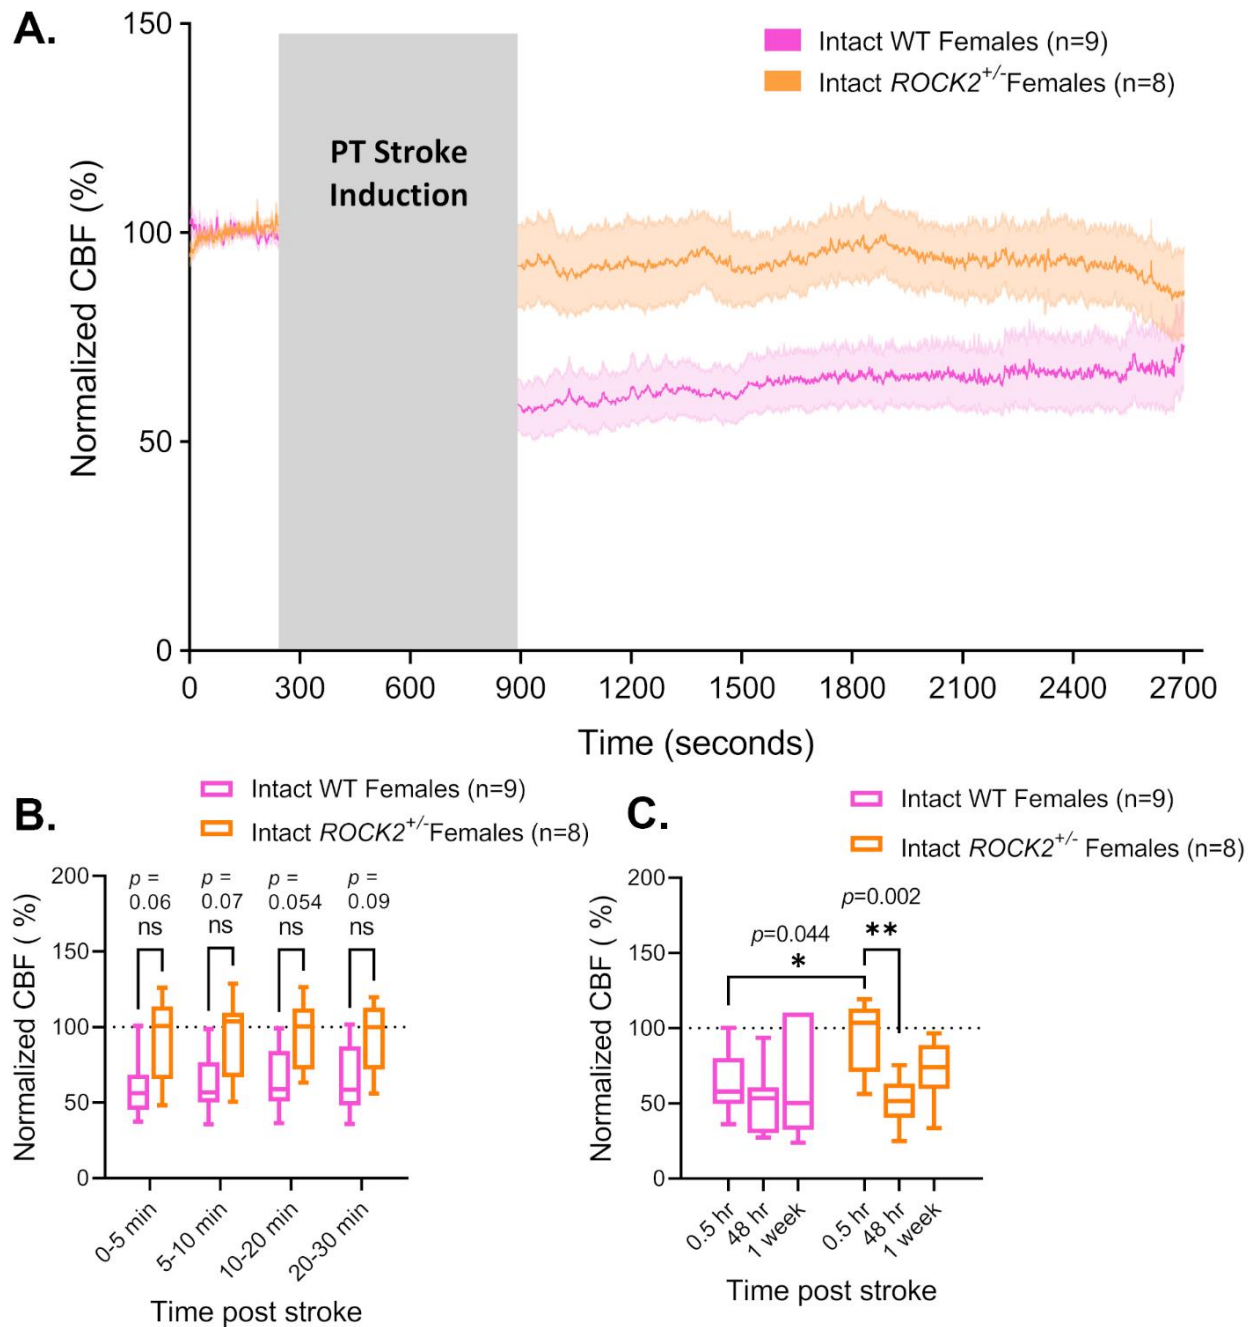 A.
Intact WT Females (n=9)
Intact ROCK2+/-Females (n=8)
Normalized CBF (%)
150
100
50
0
PT Stroke
Induction
0 300 600 900 1200 1500 1800 2100 2400 2700
Time (seconds)
B.
Intact WT Females (n=9)
Intact ROCK2+/-Females (n=8)
Normalized CBF ( %)
200
150
100
50
0
p = p = p = p =
0.06 0.07 0.054 0.09
ns ns ns ns
0-5 min 5-10 min 10-20 min 20-30 min
Time post stroke
C.
Intact WT Females (n=9)
Intact ROCK2+/- Females (n=8)
Normalized CBF ( %)
200
150
100
50
0
p=0.002
**
p=0.044
*
0.5 hr 48 hr 1 week 0.5 hr 48 hr 1 week
Time post stroke